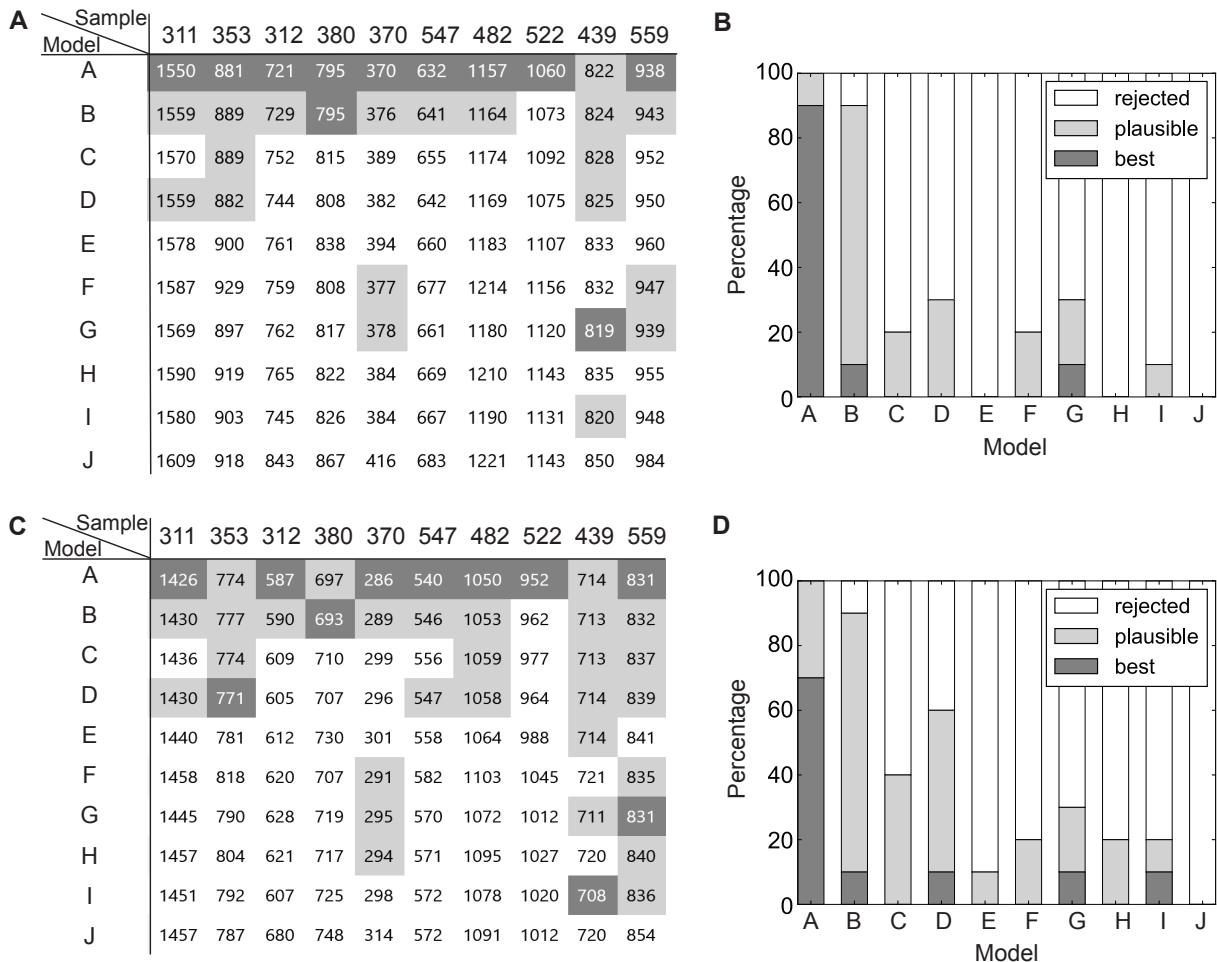 A
Sample
Model
311 353 312 380 370 547 482 522 439 559
A 1550 881 721 795 370 632 1157 1060 822 938
B 1559 889 729 795 376 641 1164 1073 824 943
C 1570 889 752 815 389 655 1174 1092 828 952
D 1559 882 744 808 382 642 1169 1075 825 950
E 1578 900 761 838 394 660 1183 1107 833 960
F 1587 929 759 808 377 677 1214 1156 832 947
G 1569 897 762 817 378 661 1180 1120 819 939
H 1590 919 765 822 384 669 1210 1143 835 955
I 1580 903 745 826 384 667 1190 1131 820 948
J 1609 918 843 867 416 683 1221 1143 850 984
B
100
80
60
40
20
0
Percentage
rejected
plausible
best
A B C D E F G H I J
Model
C
Sample
Model
311 353 312 380 370 547 482 522 439 559
A 1426 774 587 697 286 540 1050 952 714 831
B 1430 777 590 693 289 546 1053 962 713 832
C 1436 774 609 710 299 556 1059 977 713 837
D 1430 771 605 707 296 547 1058 964 714 839
E 1440 781 612 730 301 558 1064 988 714 841
F 1458 818 620 707 291 582 1103 1045 721 835
G 1445 790 628 719 295 570 1072 1012 711 831
H 1457 804 621 717 294 571 1095 1027 720 840
I 1451 792 607 725 298 572 1078 1020 708 836
J 1457 787 680 748 314 572 1091 1012 720 854
D
100
80
60
40
20
0
Percentage
rejected
plausible
best
A B C D E F G H I J
Model